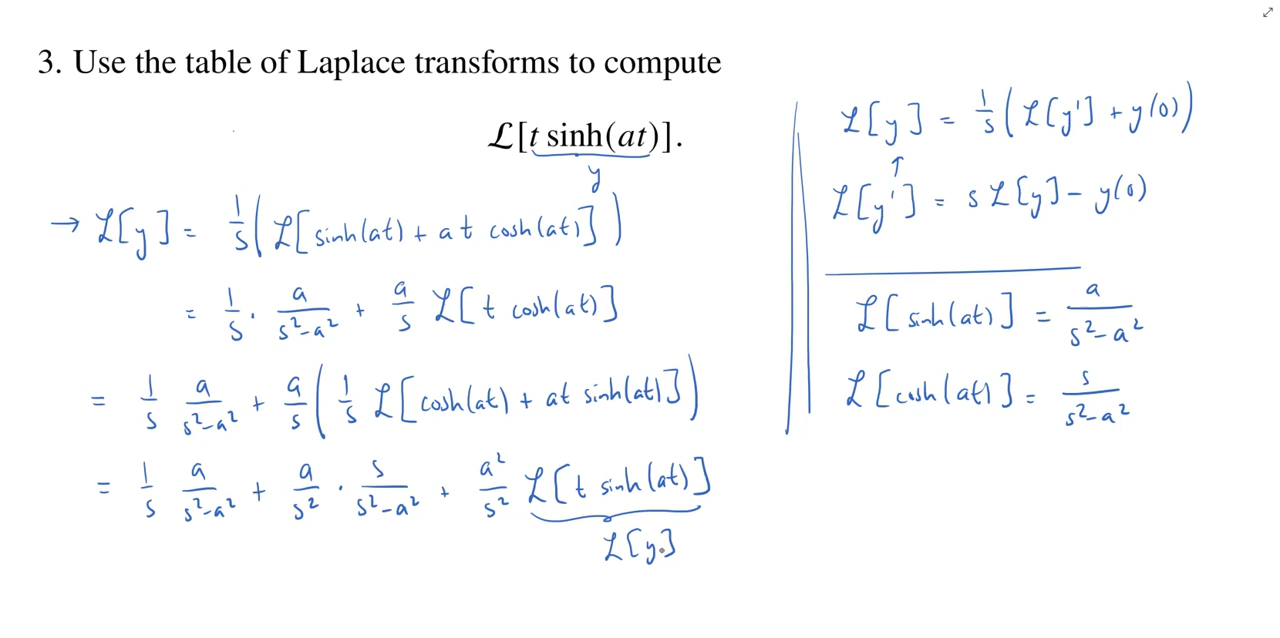 3. Use the table of Laplace transforms to compute
ℒ[t sinh(at)].
y
→ ℒ[y] = 1/s (ℒ[sinh(at) + a t cosh(at)])
= 1/s · a/(s²-a²) + a/s ℒ[t cosh(at)]
= 1/s a/(s²-a²) + a/s (1/s ℒ[cosh(at) + at sinh(at)])
= 1/s a/(s²-a²) + a/s² · s/(s²-a²) + a²/s² ℒ[t sinh(at)]
ℒ[y]
ℒ[y] = 1/s (ℒ[y'] + y(0))
↑
ℒ[y'] = s ℒ[y] - y(0)
ℒ[sinh(at)] = a/(s²-a²)
ℒ[cosh(at)] = s/(s²-a²)